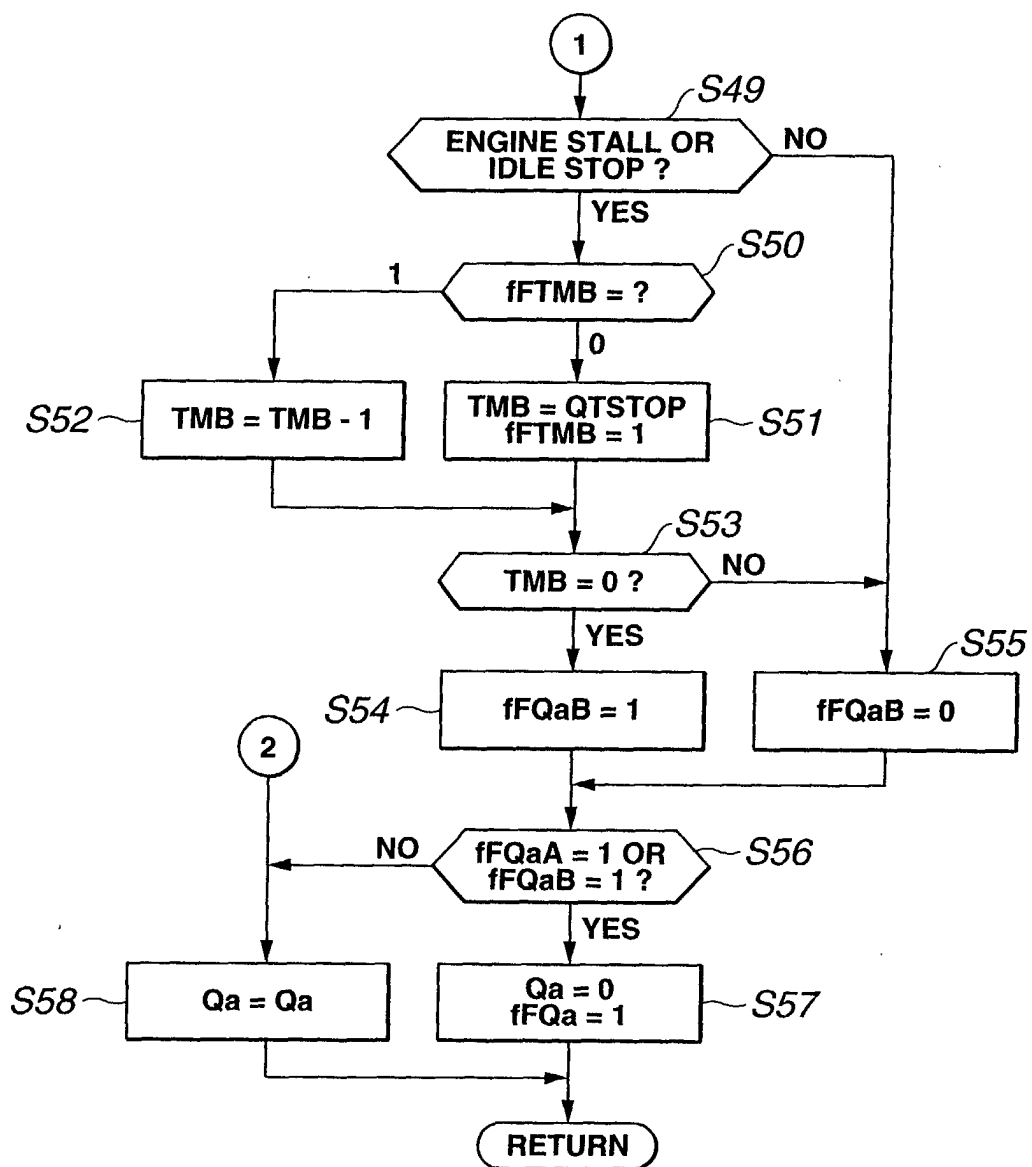 1
S49
ENGINE STALL OR
IDLE STOP ?
NO
YES
S50
fFTMB = ?
1
0
S52
TMB = TMB - 1
TMB = QTSTOP
fFTMB = 1
S51
S53
TMB = 0 ?
NO
YES
S55
S54
fFQaB = 1
fFQaB = 0
2
NO
fFQaA = 1 OR
fFQaB = 1 ?
S56
YES
S58
Qa = Qa
Qa = 0
fFQa = 1
S57
RETURN